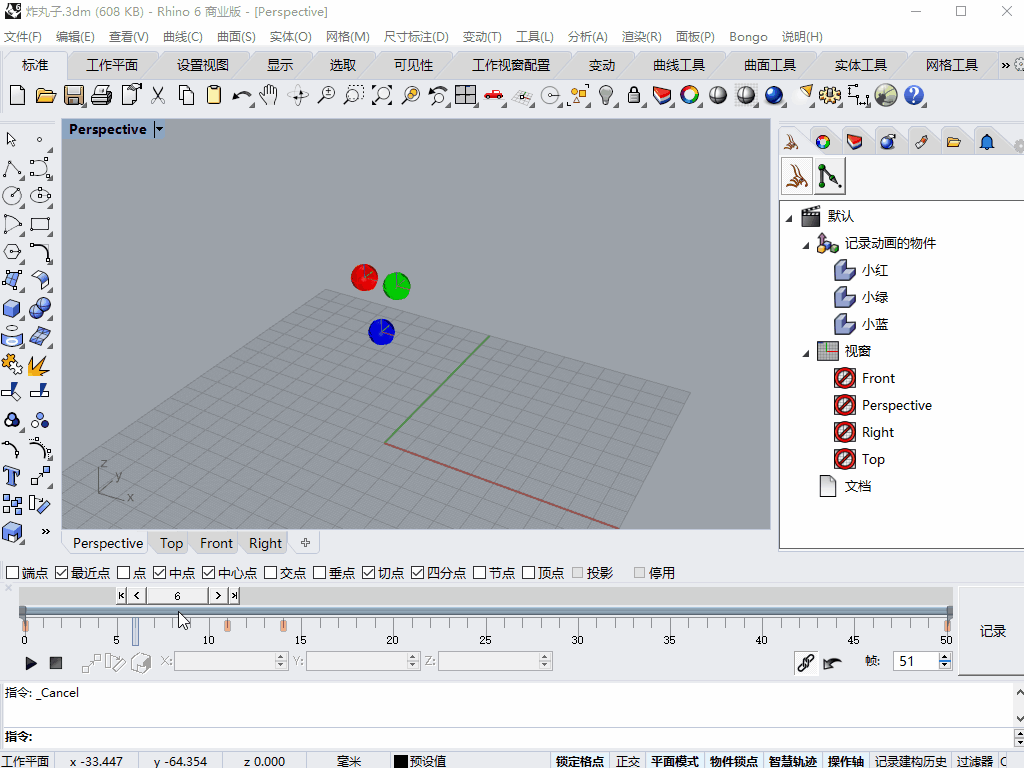 炸丸子.3dm (608 KB) - Rhino 6 商业版 - [Perspective]
文件(F) 编辑(E) 查看(V) 曲线(C) 曲面(S) 实体(O) 网格(M) 尺寸标注(D) 变动(T) 工具(L) 分析(A) 渲染(R) 面板(P) Bongo 说明(H)
标准 工作平面 设置视图 显示 选取 可见性 工作视窗配置 变动 曲线工具 曲面工具 实体工具 网格工具 »
Perspective
默认
记录动画的物件
小红
小绿
小蓝
视窗
Front
Perspective
Right
Top
文档
z
y
x
»
Perspective Top Front Right
端点 最近点 点 中点 中心点 交点 垂点 切点 四分点 节点 顶点 投影 停用
6
0 5 10 15 20 25 30 35 40 45 50
记录
X: Y: Z: 帧: 51
指令: _Cancel
指令:
工作平面 x -33.447 y -64.354 z 0.000 毫米 预设值 锁定格点 正交 平面模式 物件锁点 智慧轨迹 操作轴 记录建构历史 过滤器 C